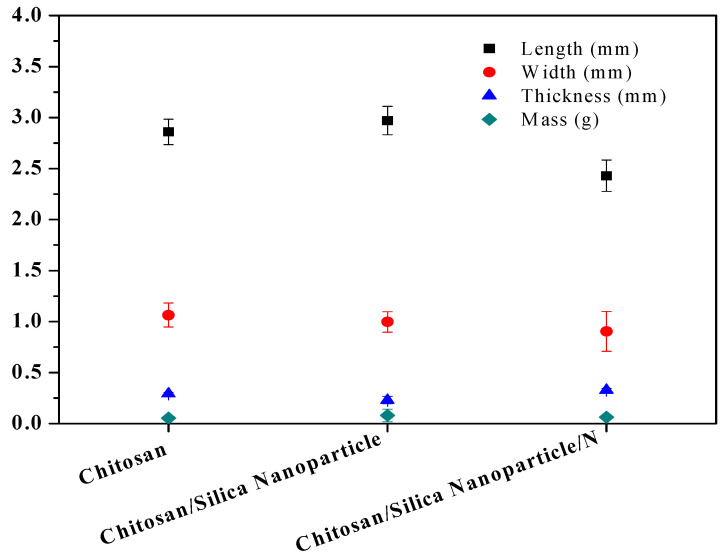 4.0
3.5
3.0
2.5
2.0
1.5
1.0
0.5
0.0
Length (mm)
Width (mm)
Thickness (mm)
Mass (g)
Chitosan
Chitosan/Silica Nanoparticle
Chitosan/Silica Nanoparticle/N